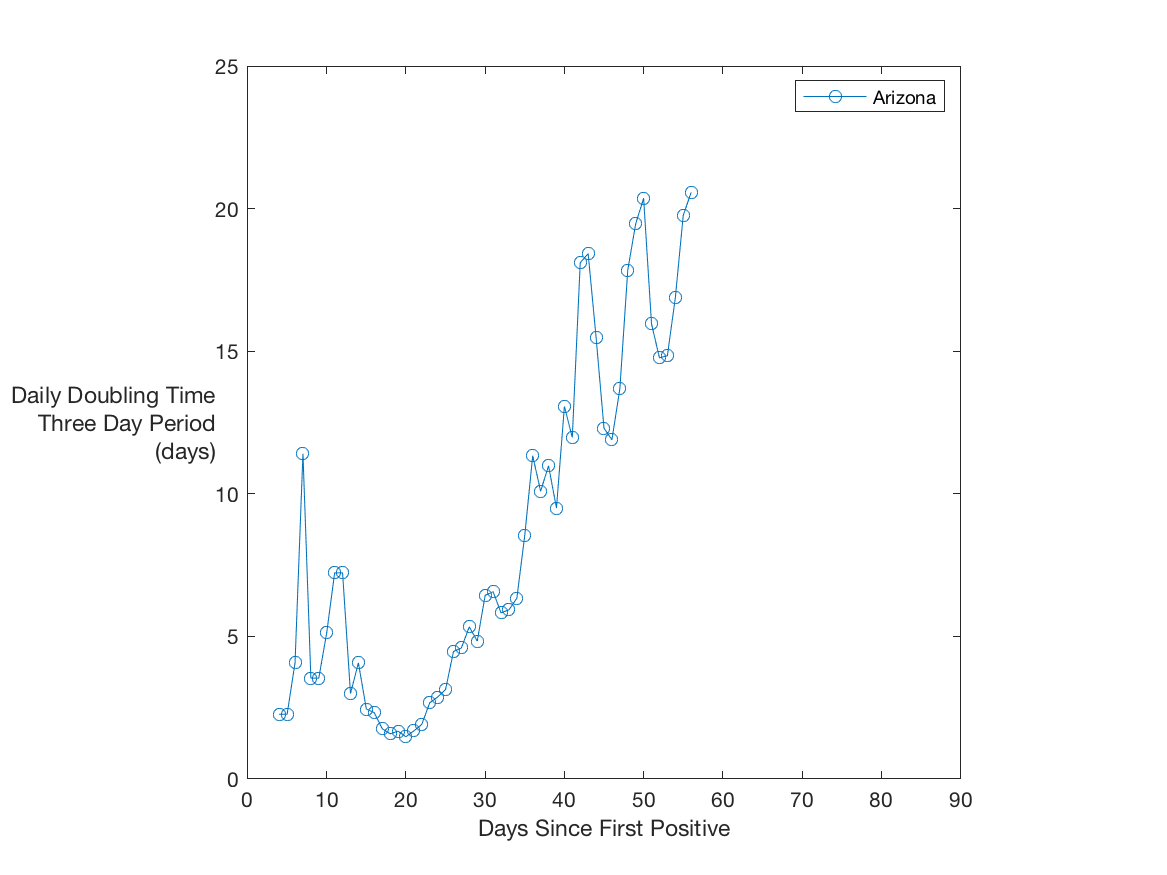 25
20
15
10
5
0
Daily Doubling Time
Three Day Period
(days)
Arizona
0 10 20 30 40 50 60 70 80 90
Days Since First Positive